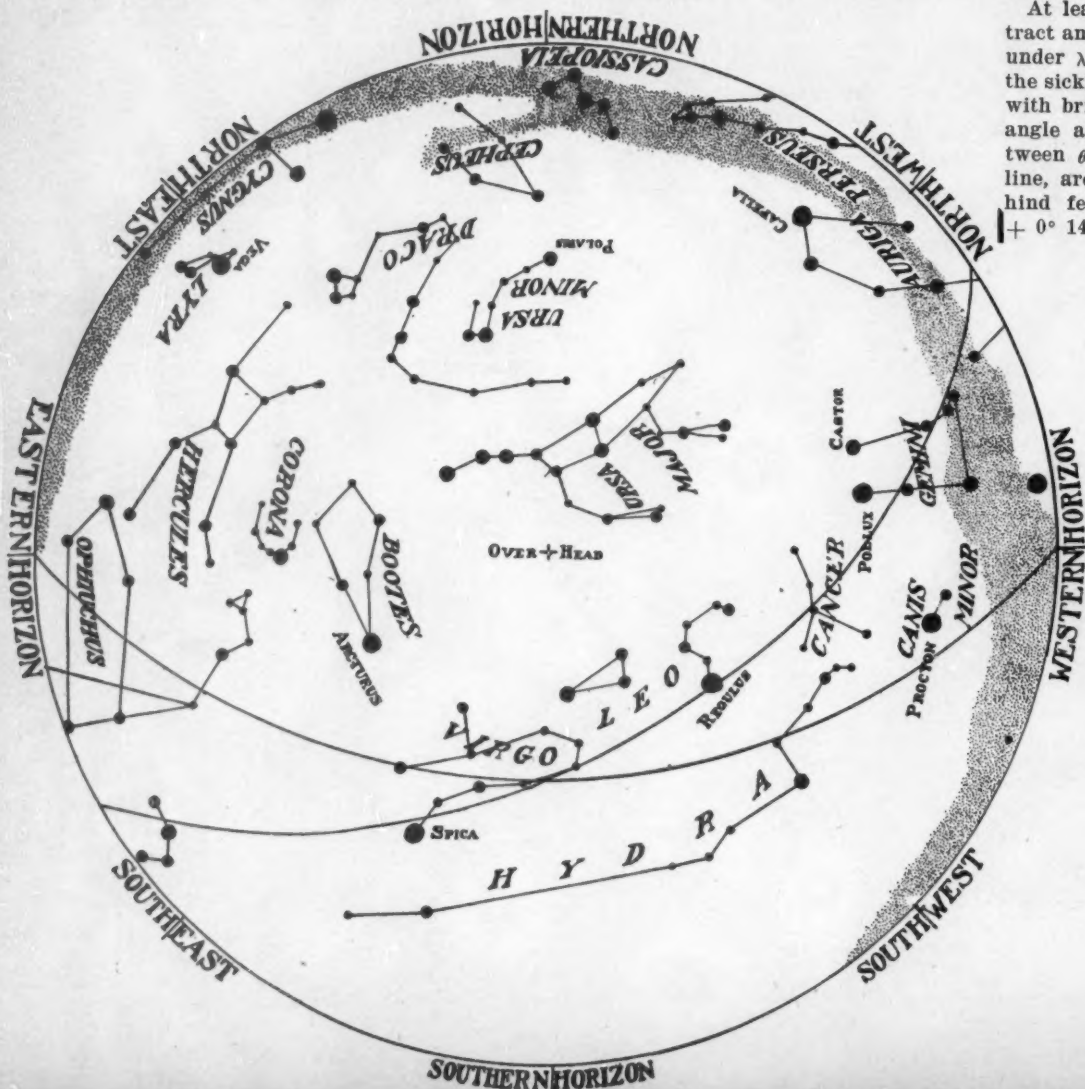 At lea
tract an
under λ
the sick
with br
angle a
tween θ
line, are
hind fe
+ 0° 14
NORTHERN HORIZON
CASSIOPEIA
NORTH EAST
CYGNUS
CEPHEUS
PERSEUS
NORTH WEST
CAPELLA
AURIGA
DRACO
POLARIS
VEGA
LYRA
URSA
MINOR
CASTOR
GEMINI
POLLUX
URSA
MAJOR
EASTERN HORIZON
HERCULES
CORONA
BOOTES
OPHIUCHUS
OVER HEAD
CANCER
CANIS
MINOR
PROCYON
WESTERN HORIZON
ARCTURUS
LEO
REGULUS
VIRGO
SPICA
HYDRA
SOUTH EAST
SOUTH WEST
SOUTHERN HORIZON